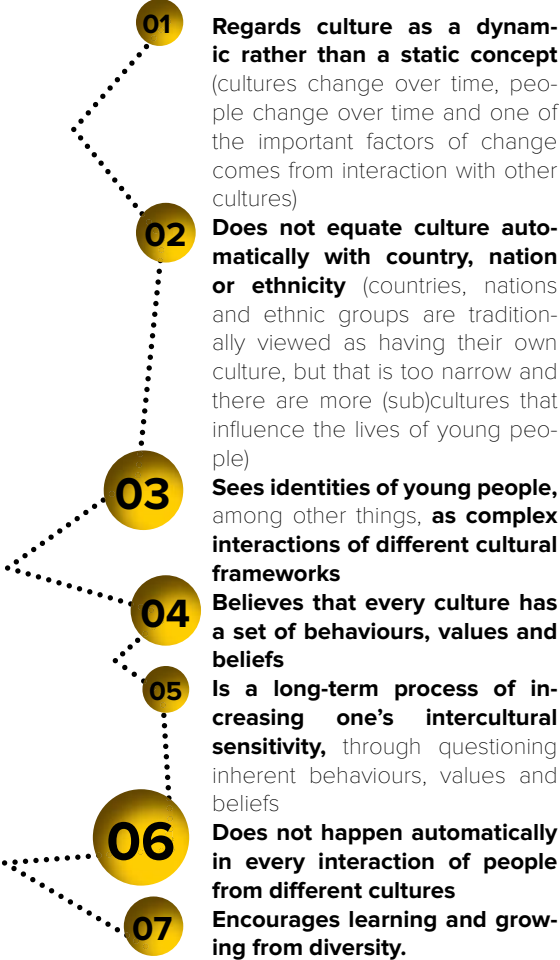 01
Regards culture as a dynam-
ic rather than a static concept
(cultures change over time, peo-
ple change over time and one of
the important factors of change
comes from interaction with other
cultures)
02
Does not equate culture auto-
matically with country, nation
or ethnicity (countries, nations
and ethnic groups are tradition-
ally viewed as having their own
culture, but that is too narrow and
there are more (sub)cultures that
influence the lives of young peo-
ple)
03
Sees identities of young people,
among other things, as complex
interactions of different cultural
frameworks
04
Believes that every culture has
a set of behaviours, values and
beliefs
05
Is a long-term process of in-
creasing one's intercultural
sensitivity, through questioning
inherent behaviours, values and
beliefs
06
Does not happen automatically
in every interaction of people
from different cultures
07
Encourages learning and grow-
ing from diversity.